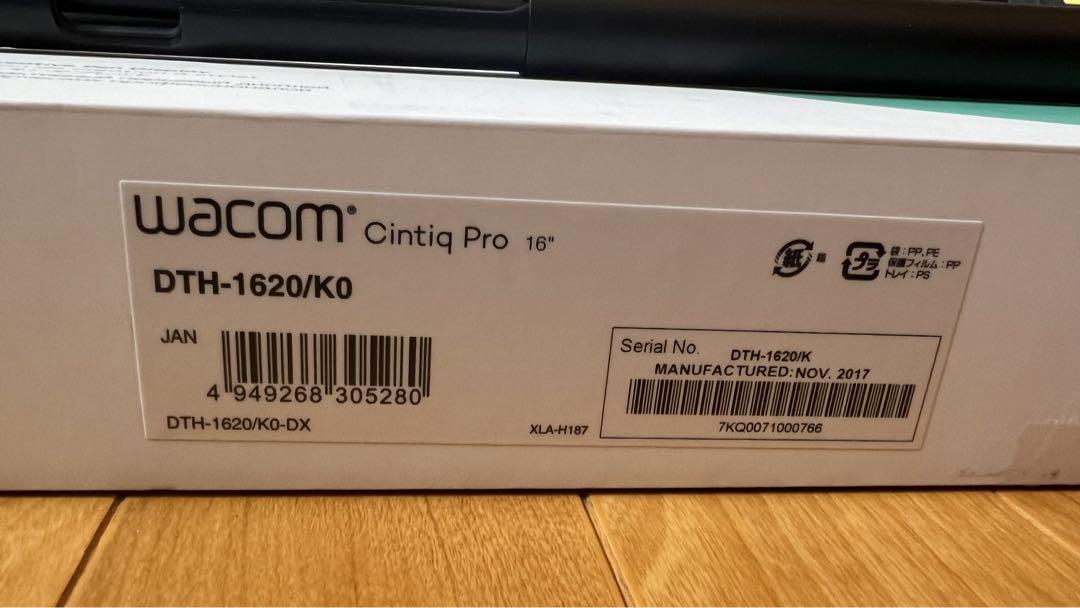 wacom® Cintiq Pro 16"
DTH-1620/K0
紙 箱
プラ
袋:PP,PE
保護フィルム:PP
トレイ:PS
JAN
4 949268 305280
DTH-1620/K0-DX
XLA-H187
Serial No. DTH-1620/K
MANUFACTURED:NOV. 2017
7KQ0071000766